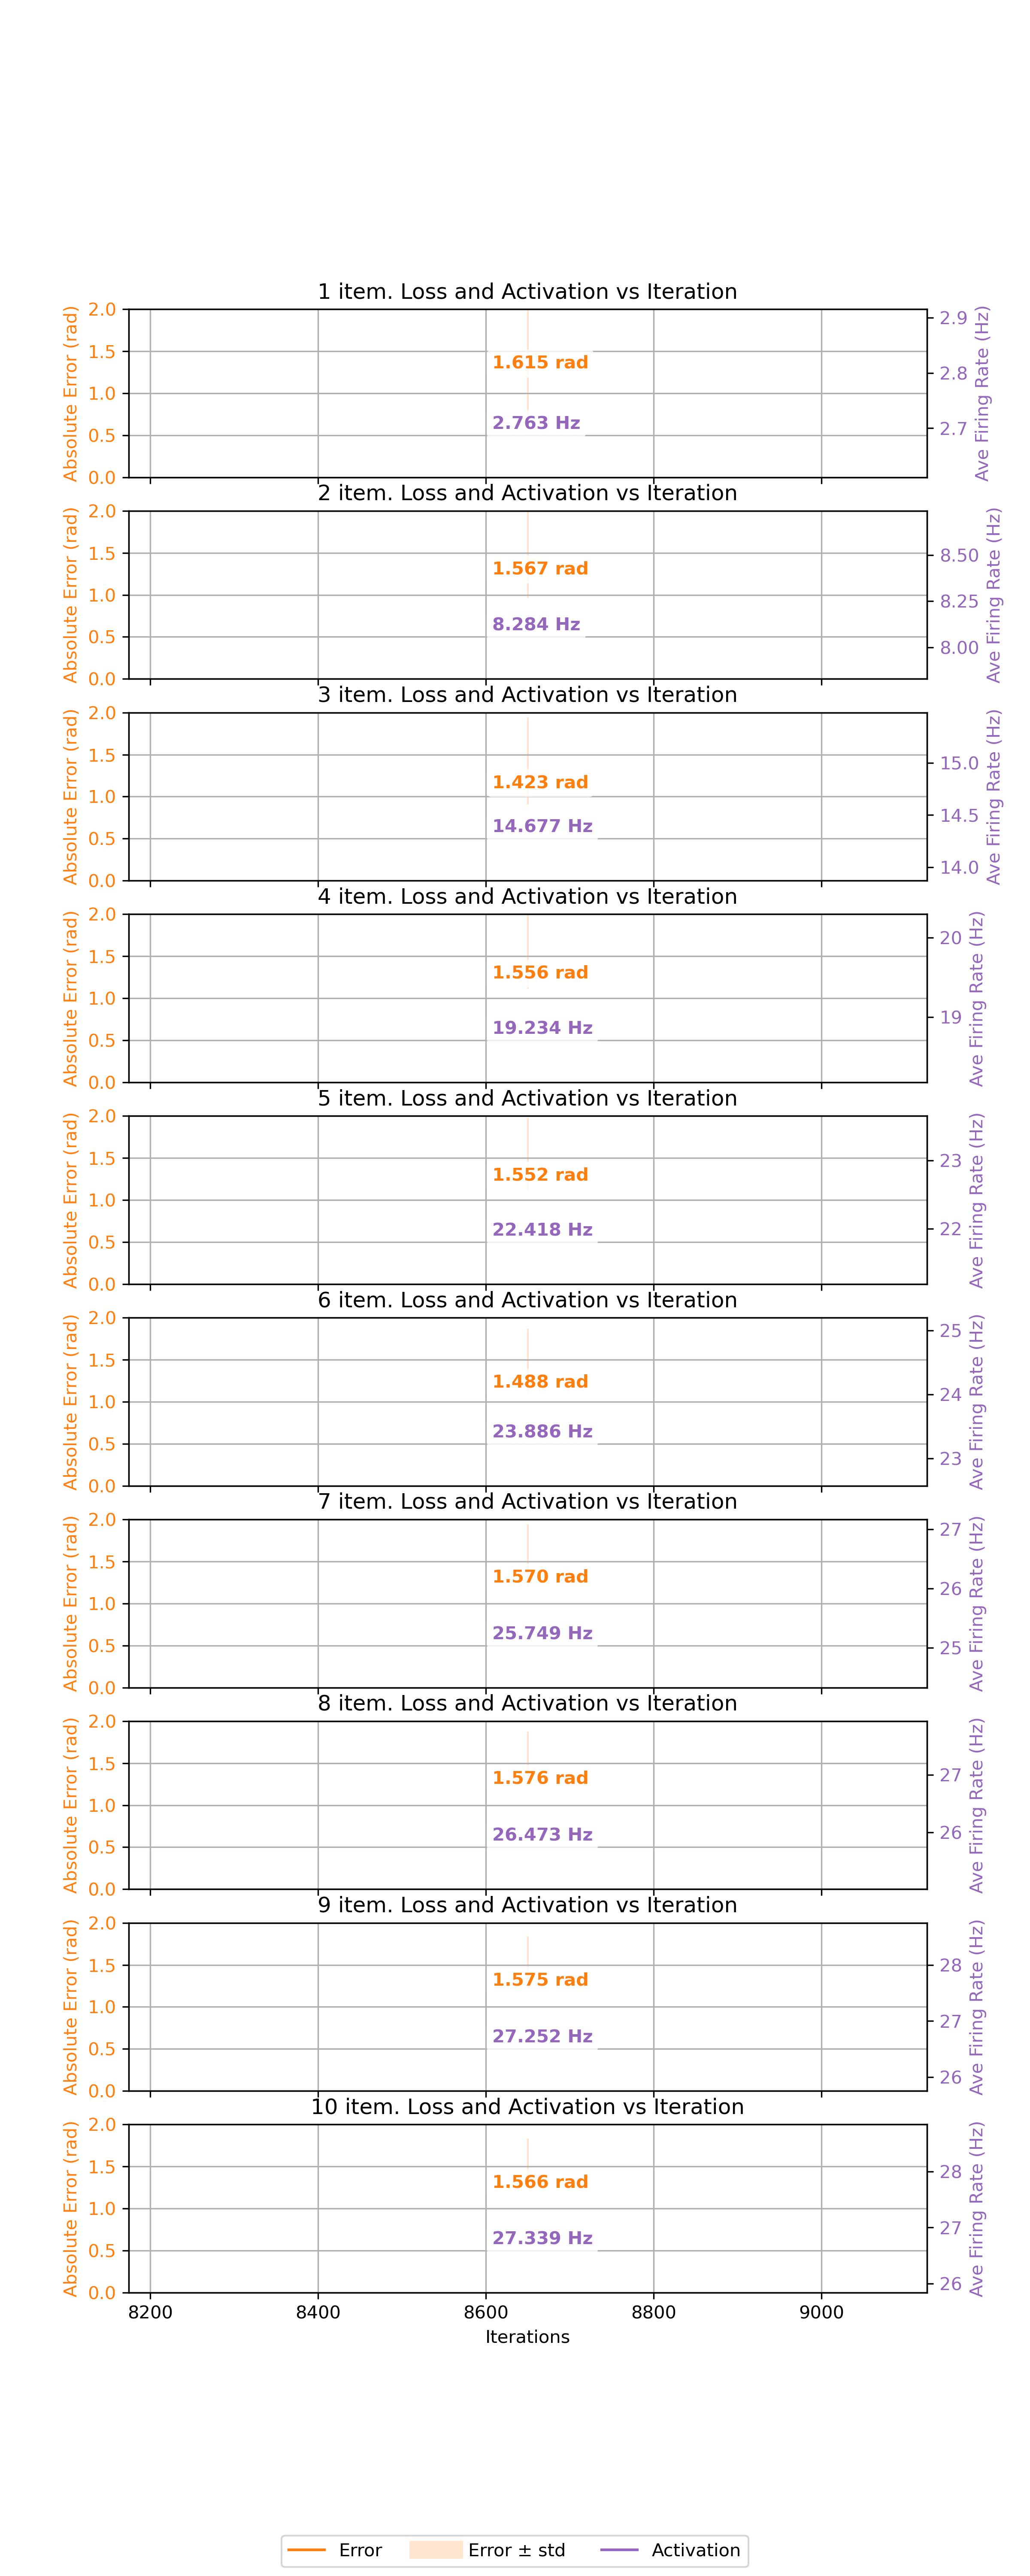 1 item. Loss and Activation vs Iteration
Absolute Error (rad)
2.0
1.5
1.0
0.5
0.0
1.615 rad
2.763 Hz
2.9
2.8
2.7
Ave Firing Rate (Hz)
2 item. Loss and Activation vs Iteration
Absolute Error (rad)
2.0
1.5
1.0
0.5
0.0
1.567 rad
8.284 Hz
8.50
8.25
8.00
Ave Firing Rate (Hz)
3 item. Loss and Activation vs Iteration
Absolute Error (rad)
2.0
1.5
1.0
0.5
0.0
1.423 rad
14.677 Hz
15.0
14.5
14.0
Ave Firing Rate (Hz)
4 item. Loss and Activation vs Iteration
Absolute Error (rad)
2.0
1.5
1.0
0.5
0.0
1.556 rad
19.234 Hz
20
19
Ave Firing Rate (Hz)
5 item. Loss and Activation vs Iteration
Absolute Error (rad)
2.0
1.5
1.0
0.5
0.0
1.552 rad
22.418 Hz
23
22
Ave Firing Rate (Hz)
6 item. Loss and Activation vs Iteration
Absolute Error (rad)
2.0
1.5
1.0
0.5
0.0
1.488 rad
23.886 Hz
25
24
23
Ave Firing Rate (Hz)
7 item. Loss and Activation vs Iteration
Absolute Error (rad)
2.0
1.5
1.0
0.5
0.0
1.570 rad
25.749 Hz
27
26
25
Ave Firing Rate (Hz)
8 item. Loss and Activation vs Iteration
Absolute Error (rad)
2.0
1.5
1.0
0.5
0.0
1.576 rad
26.473 Hz
27
26
Ave Firing Rate (Hz)
9 item. Loss and Activation vs Iteration
Absolute Error (rad)
2.0
1.5
1.0
0.5
0.0
1.575 rad
27.252 Hz
28
27
26
Ave Firing Rate (Hz)
10 item. Loss and Activation vs Iteration
Absolute Error (rad)
2.0
1.5
1.0
0.5
0.0
1.566 rad
27.339 Hz
28
27
26
Ave Firing Rate (Hz)
8200 8400 8600 8800 9000
Iterations
Error Error ± std Activation